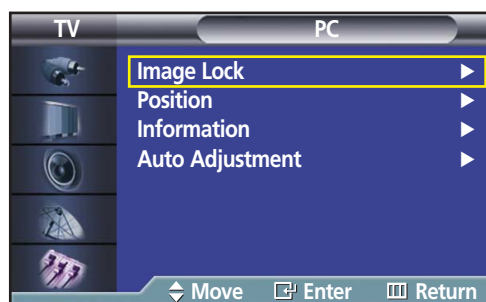 TV PC
Image Lock
Position
Information
Auto Adjustment
Move Enter Return